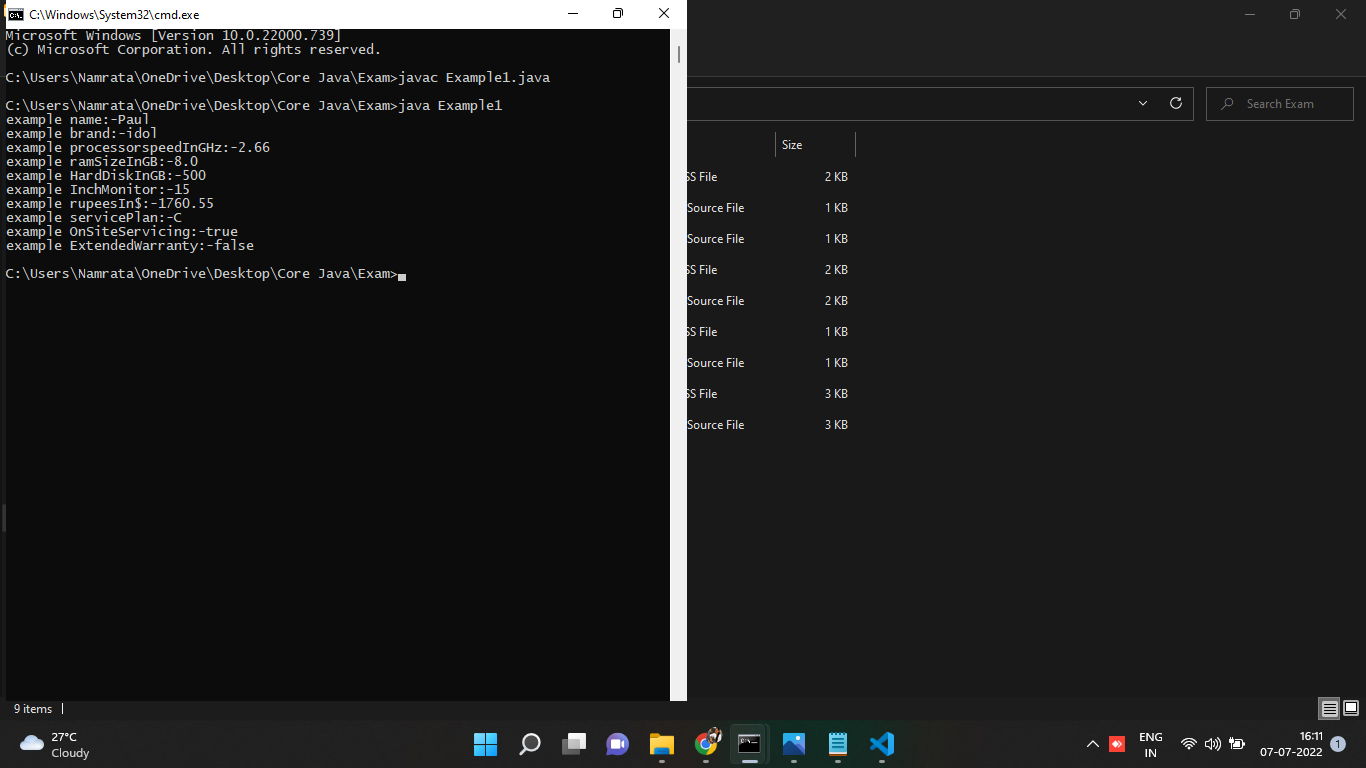 C:\Windows\System32\cmd.exe
Microsoft Windows [Version 10.0.22000.739]
(c) Microsoft Corporation. All rights reserved.
C:\Users\Namrata\OneDrive\Desktop\Core Java\Exam>javac Example1.java
C:\Users\Namrata\OneDrive\Desktop\Core Java\Exam>java Example1
example name:-Paul
example brand:-idol
example processorspeedInGHz:-2.66
example ramSizeInGB:-8.0
example HardDiskInGB:-500
example InchMonitor:-15
example rupeesIn$:-1760.55
example servicePlan:-C
example OnSiteServicing:-true
example ExtendedWarranty:-false
C:\Users\Namrata\OneDrive\Desktop\Core Java\Exam>
Search Exam
Size
SS File 2 KB
Source File 1 KB
Source File 1 KB
SS File 2 KB
Source File 2 KB
SS File 1 KB
Source File 1 KB
SS File 3 KB
Source File 3 KB
9 items
27°C
Cloudy
ENG
IN
16:11
07-07-2022
1